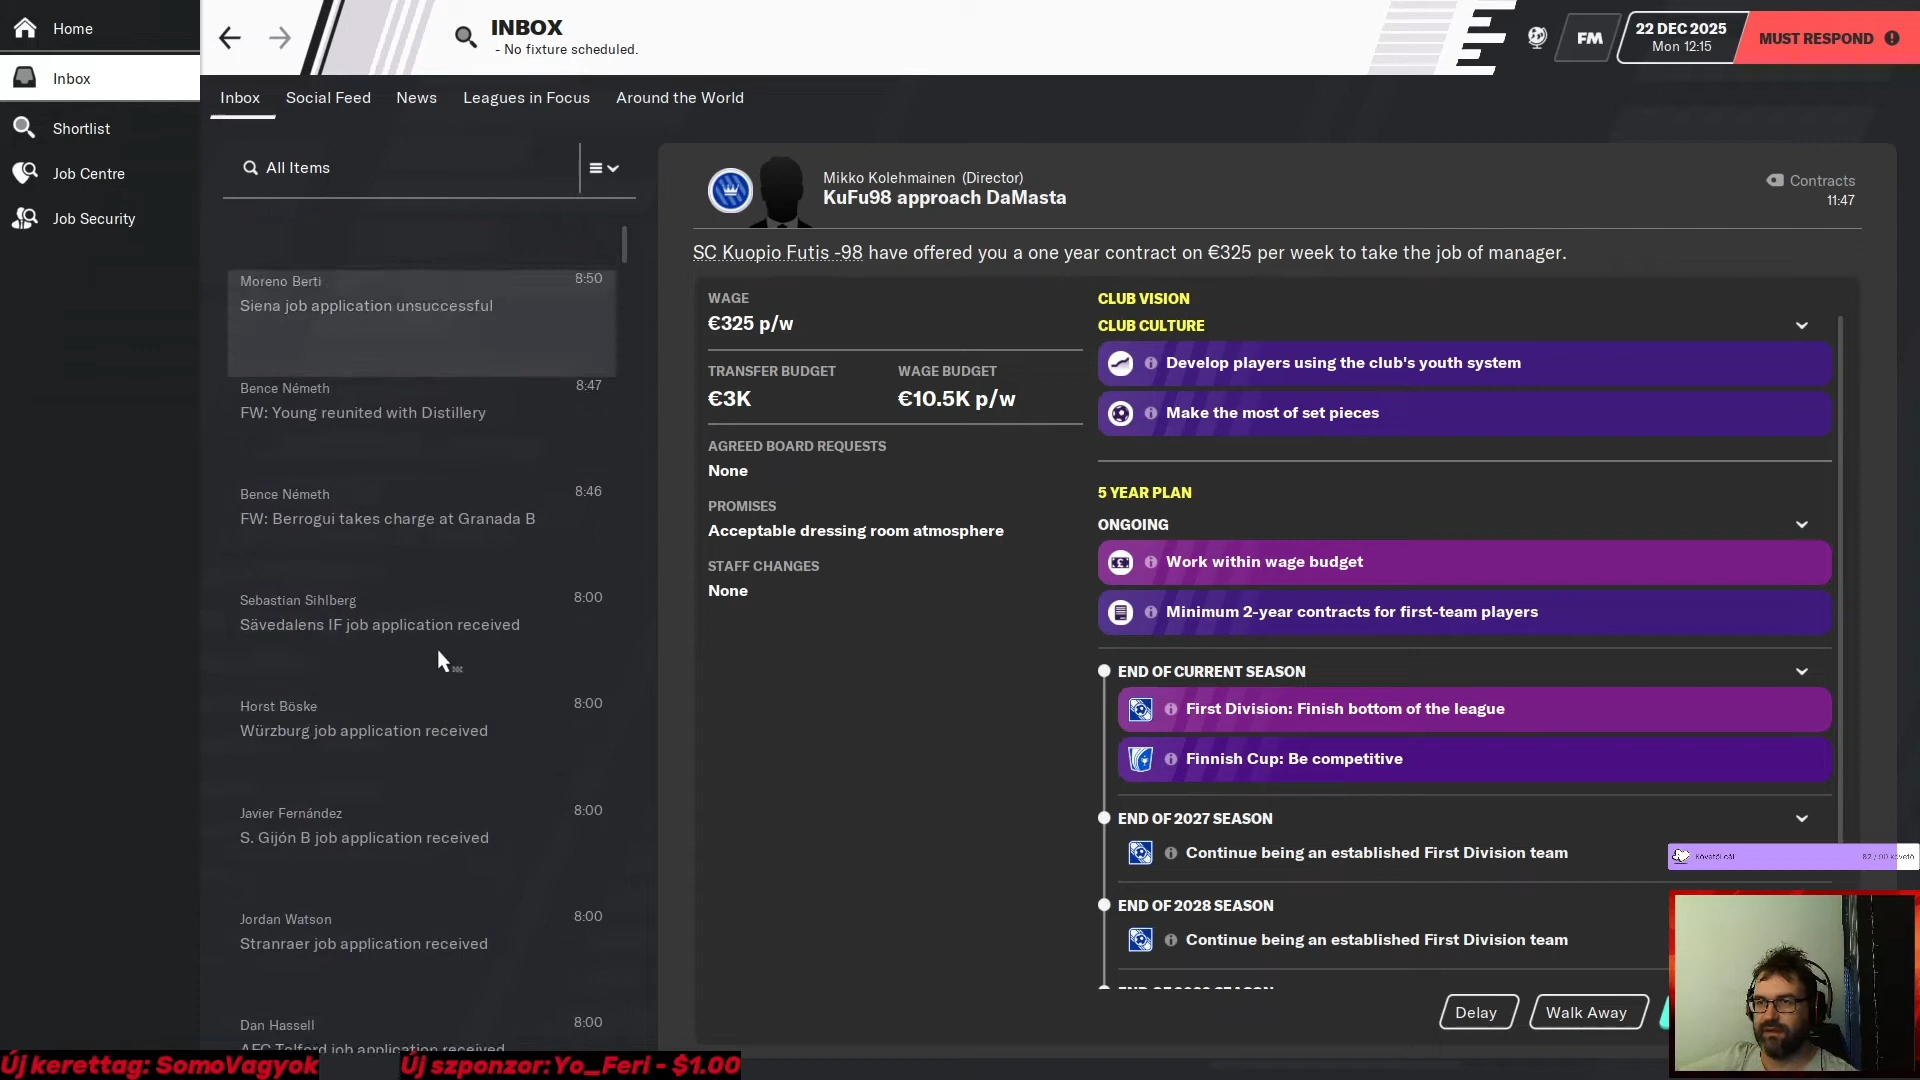 Home
Inbox
Shortlist
Job Centre
Job Security
INBOX
- No fixture scheduled.
FM
22 DEC 2025
Mon 12:15
MUST RESPOND
Inbox
Social Feed
News
Leagues in Focus
Around the World
All Items
Moreno Berti
8:50
Siena job application unsuccessful
Bence Németh
8:47
FW: Young reunited with Distillery
Bence Németh
8:46
FW: Berrogui takes charge at Granada B
Sebastian Sihlberg
8:00
Sävedalens IF job application received
Horst Böske
8:00
Würzburg job application received
Javier Fernández
8:00
S. Gijón B job application received
Jordan Watson
8:00
Stranraer job application received
Dan Hassell
8:00
AFC Telford job application received
Mikko Kolehmainen (Director)
KuFu98 approach DaMasta
Contracts
11:47
SC Kuopio Futis -98 have offered you a one year contract on €325 per week to take the job of manager.
WAGE
€325 p/w
TRANSFER BUDGET
€3K
WAGE BUDGET
€10.5K p/w
AGREED BOARD REQUESTS
None
PROMISES
Acceptable dressing room atmosphere
STAFF CHANGES
None
CLUB VISION
CLUB CULTURE
Develop players using the club's youth system
Make the most of set pieces
5 YEAR PLAN
ONGOING
Work within wage budget
Minimum 2-year contracts for first-team players
END OF CURRENT SEASON
First Division: Finish bottom of the league
Finnish Cup: Be competitive
END OF 2027 SEASON
Continue being an established First Division team
END OF 2028 SEASON
Continue being an established First Division team
Delay
Walk Away
Követői cél
82 / 90 követő
Új kerettag: SomoVagyok
Új szponzor: Yo_Feri - $1.00